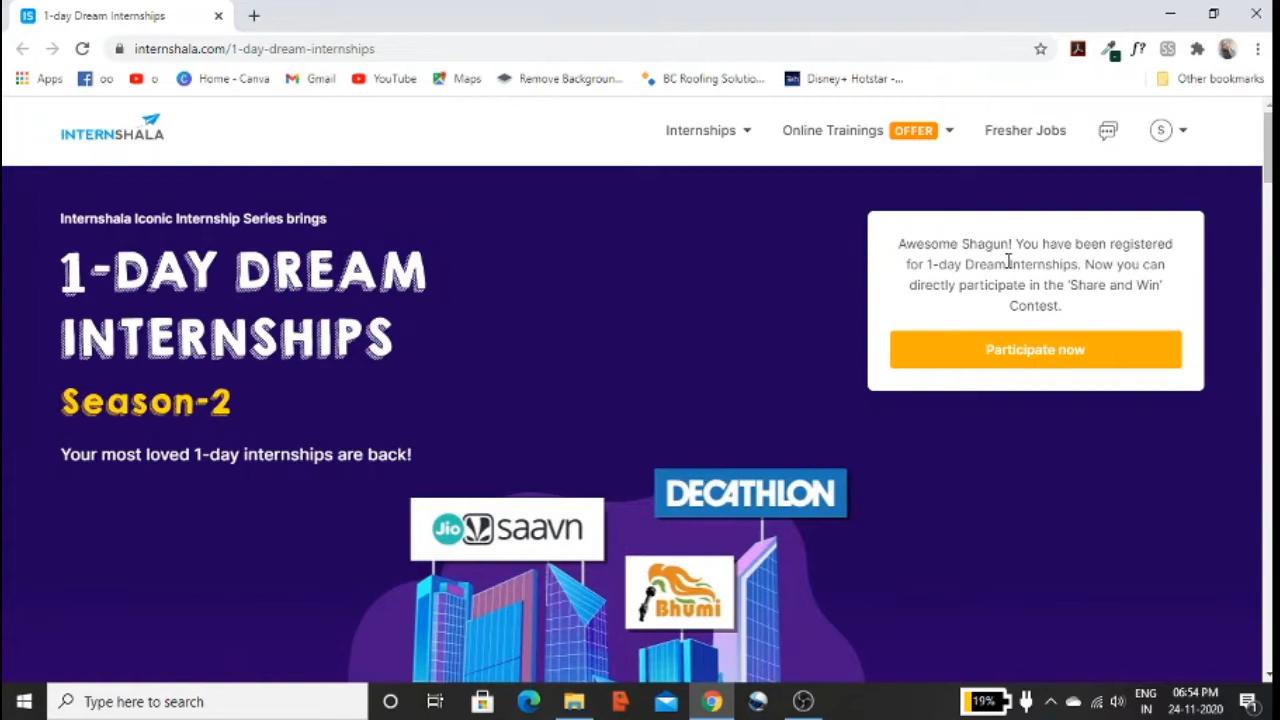 1-day Dream Internships
internshala.com/1-day-dream-internships
f?
Apps
oo
o
Home - Canva
Gmail
YouTube
Maps
Remove Backgroun...
BC Roofing Solutio...
Disney+ Hotstar -...
Other bookmarks
INTERNSHALA
Internships
Online Trainings OFFER
Fresher Jobs
S
Internshala Iconic Internship Series brings
1-DAY DREAM
INTERNSHIPS
Season-2
Your most loved 1-day internships are back!
Awesome Shagun! You have been registered
for 1-day Dream Internships. Now you can
directly participate in the 'Share and Win'
Contest.
Participate now
DECATHLON
Jio saavn
Bhumi
Type here to search
19%
ENG
IN
06:54 PM
24-11-2020
1